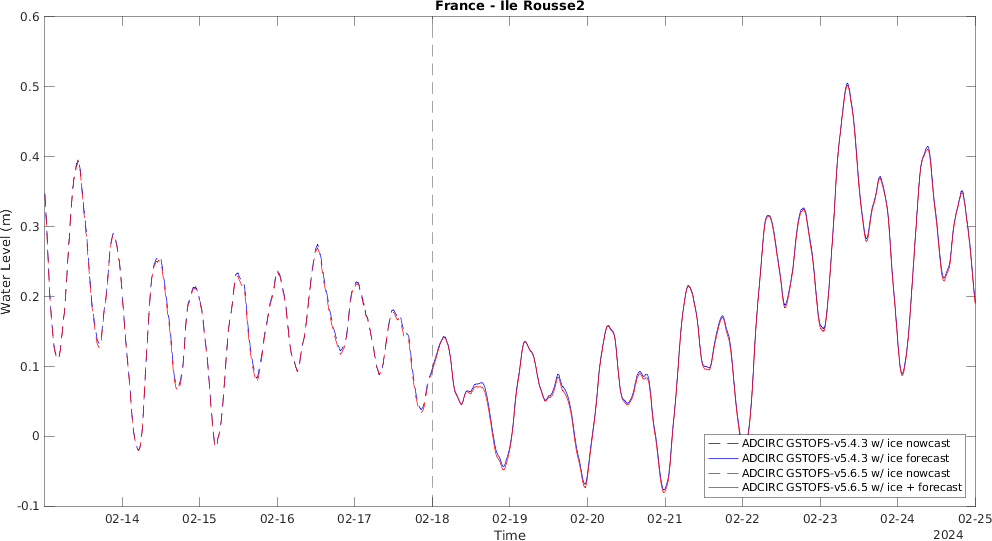 France - Ile Rousse2
0.6
0.5
0.4
0.3
0.2
0.1
0
-0.1
Water Level (m)
ADCIRC GSTOFS-v5.4.3 w/ ice nowcast
ADCIRC GSTOFS-v5.4.3 w/ ice forecast
ADCIRC GSTOFS-v5.6.5 w/ ice nowcast
ADCIRC GSTOFS-v5.6.5 w/ ice + forecast
02-14 02-15 02-16 02-17 02-18 02-19 02-20 02-21 02-22 02-23 02-24 02-25
Time
2024